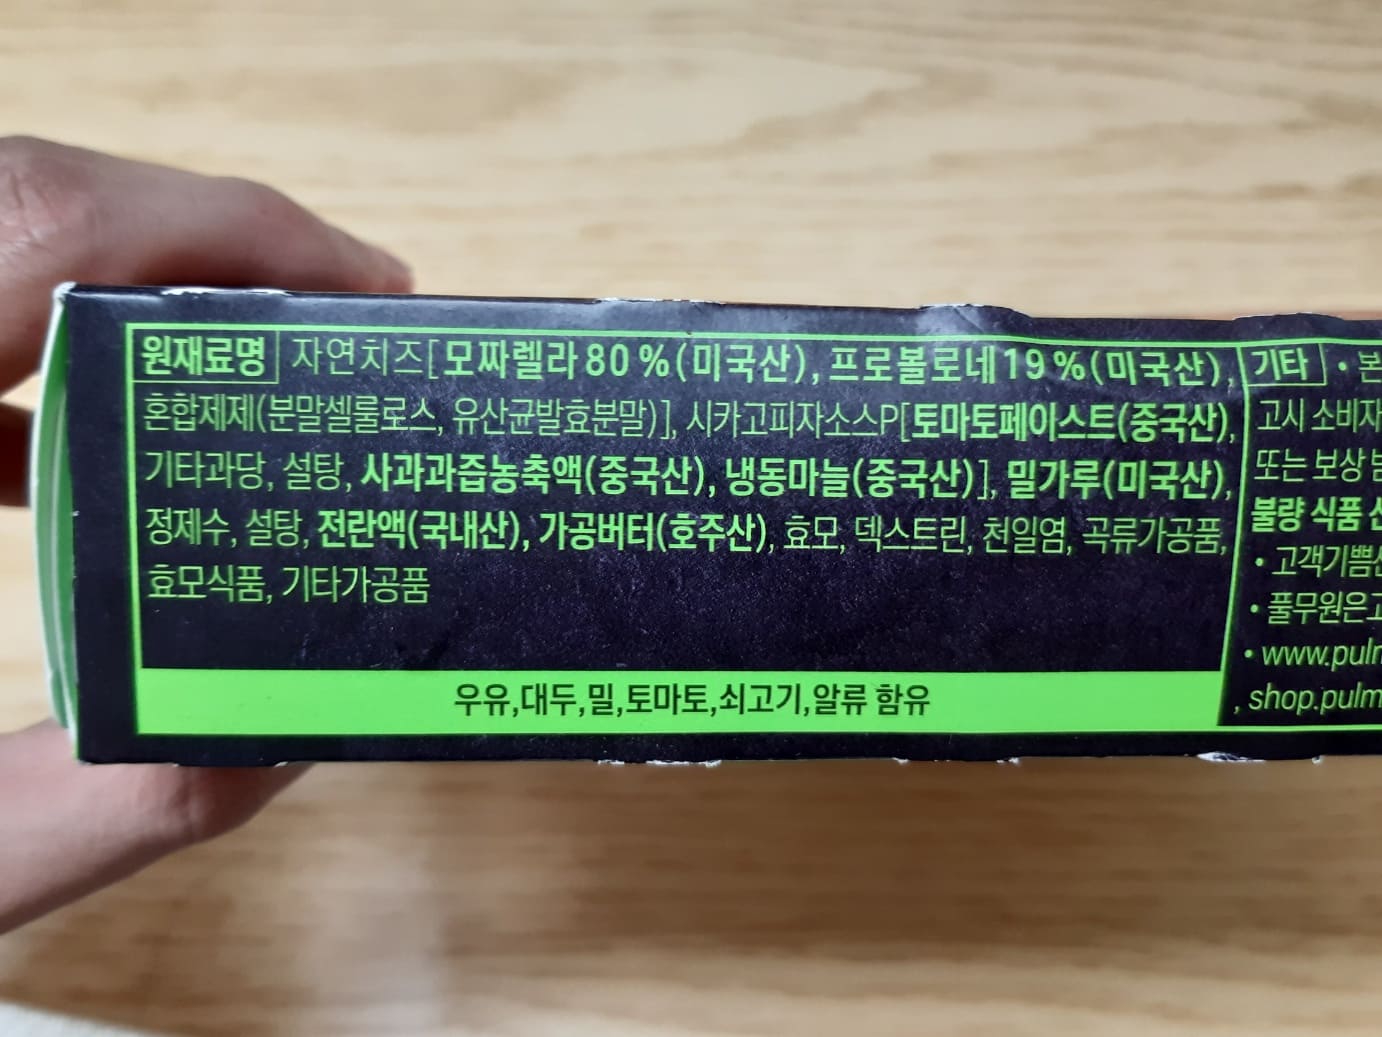 원재료명 자연치즈[모짜렐라 80 %(미국산), 프로볼로네 19 %(미국산),
혼합제제(분말셀룰로스, 유산균발효분말)], 시카고피자소스P[토마토페이스트(중국산),
기타과당, 설탕, 사과과즙농축액(중국산), 냉동마늘(중국산)], 밀가루(미국산),
정제수, 설탕, 전란액(국내산), 가공버터(호주산), 효모, 덱스트린, 천일염, 곡류가공품,
효모식품, 기타가공품
우유,대두,밀,토마토,쇠고기,알류 함유
기타 • 본
고시 소비자
또는 보상
불량 식품
• 고객기쁨
• 풀무원은
• www.pulm
, shop.pulm